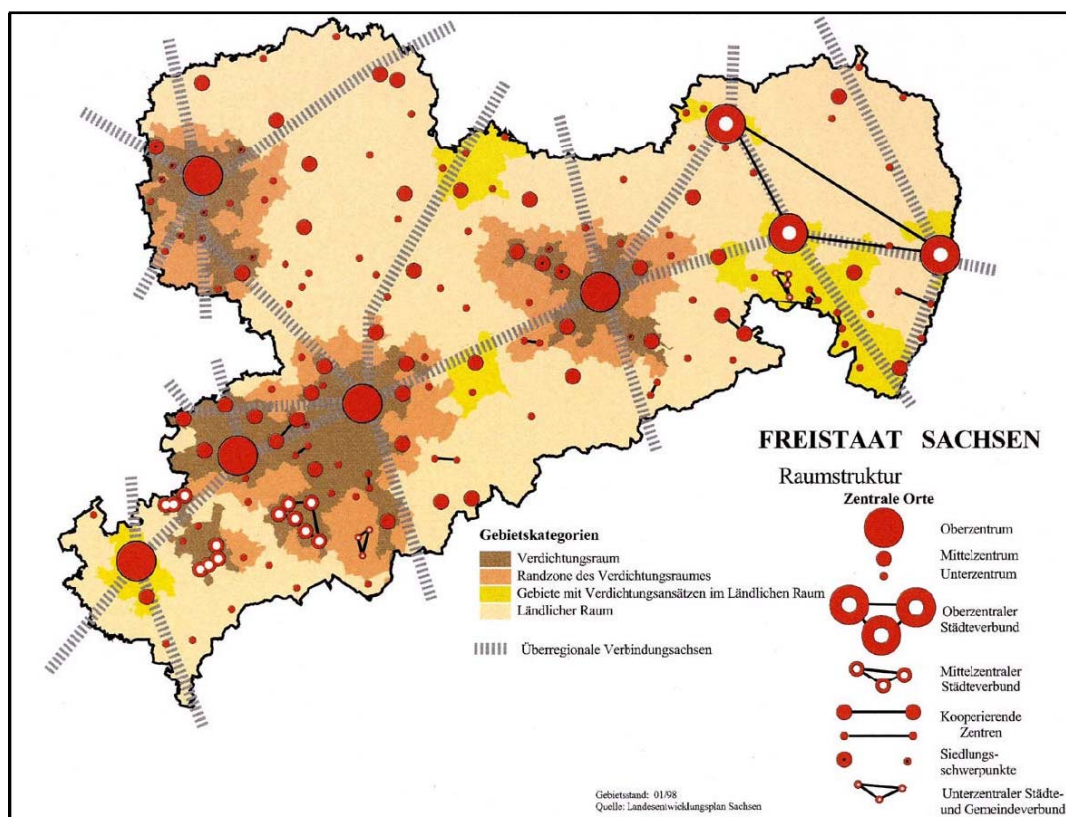 FREISTAAT SACHSEN
Raumstruktur
Zentrale Orte
Oberzentrum
Mittelzentrum
Unterzentrum
Oberzentraler
Städteverbund
Mittelzentraler
Städteverbund
Kooperierende
Zentren
Siedlungs-
schwerpunkte
Unterzentraler Städte-
und Gemeindeverbund
Gebietskategorien
Verdichtungsraum
Randzone des Verdichtungsraumes
Gebiete mit Verdichtungsansätzen im Ländlichen Raum
Ländlicher Raum
Überregionale Verbindungsachsen
Gebietsstand: 01/98
Quelle: Landesentwicklungsplan Sachsen